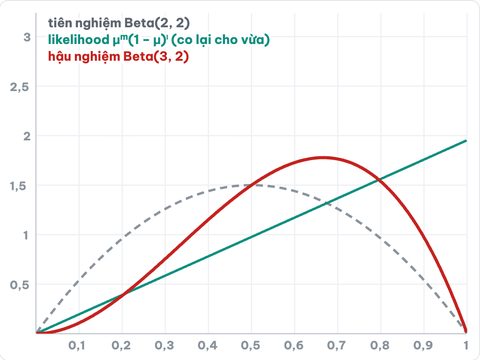 tiên nghiệm Beta(2, 2)
likelihood μᵐ(1 − μ)ˡ (co lại cho vừa)
hậu nghiệm Beta(3, 2)
3
2,5
2
1,5
1
0,5
0,1 0,2 0,3 0,4 0,5 0,6 0,7 0,8 0,9 1